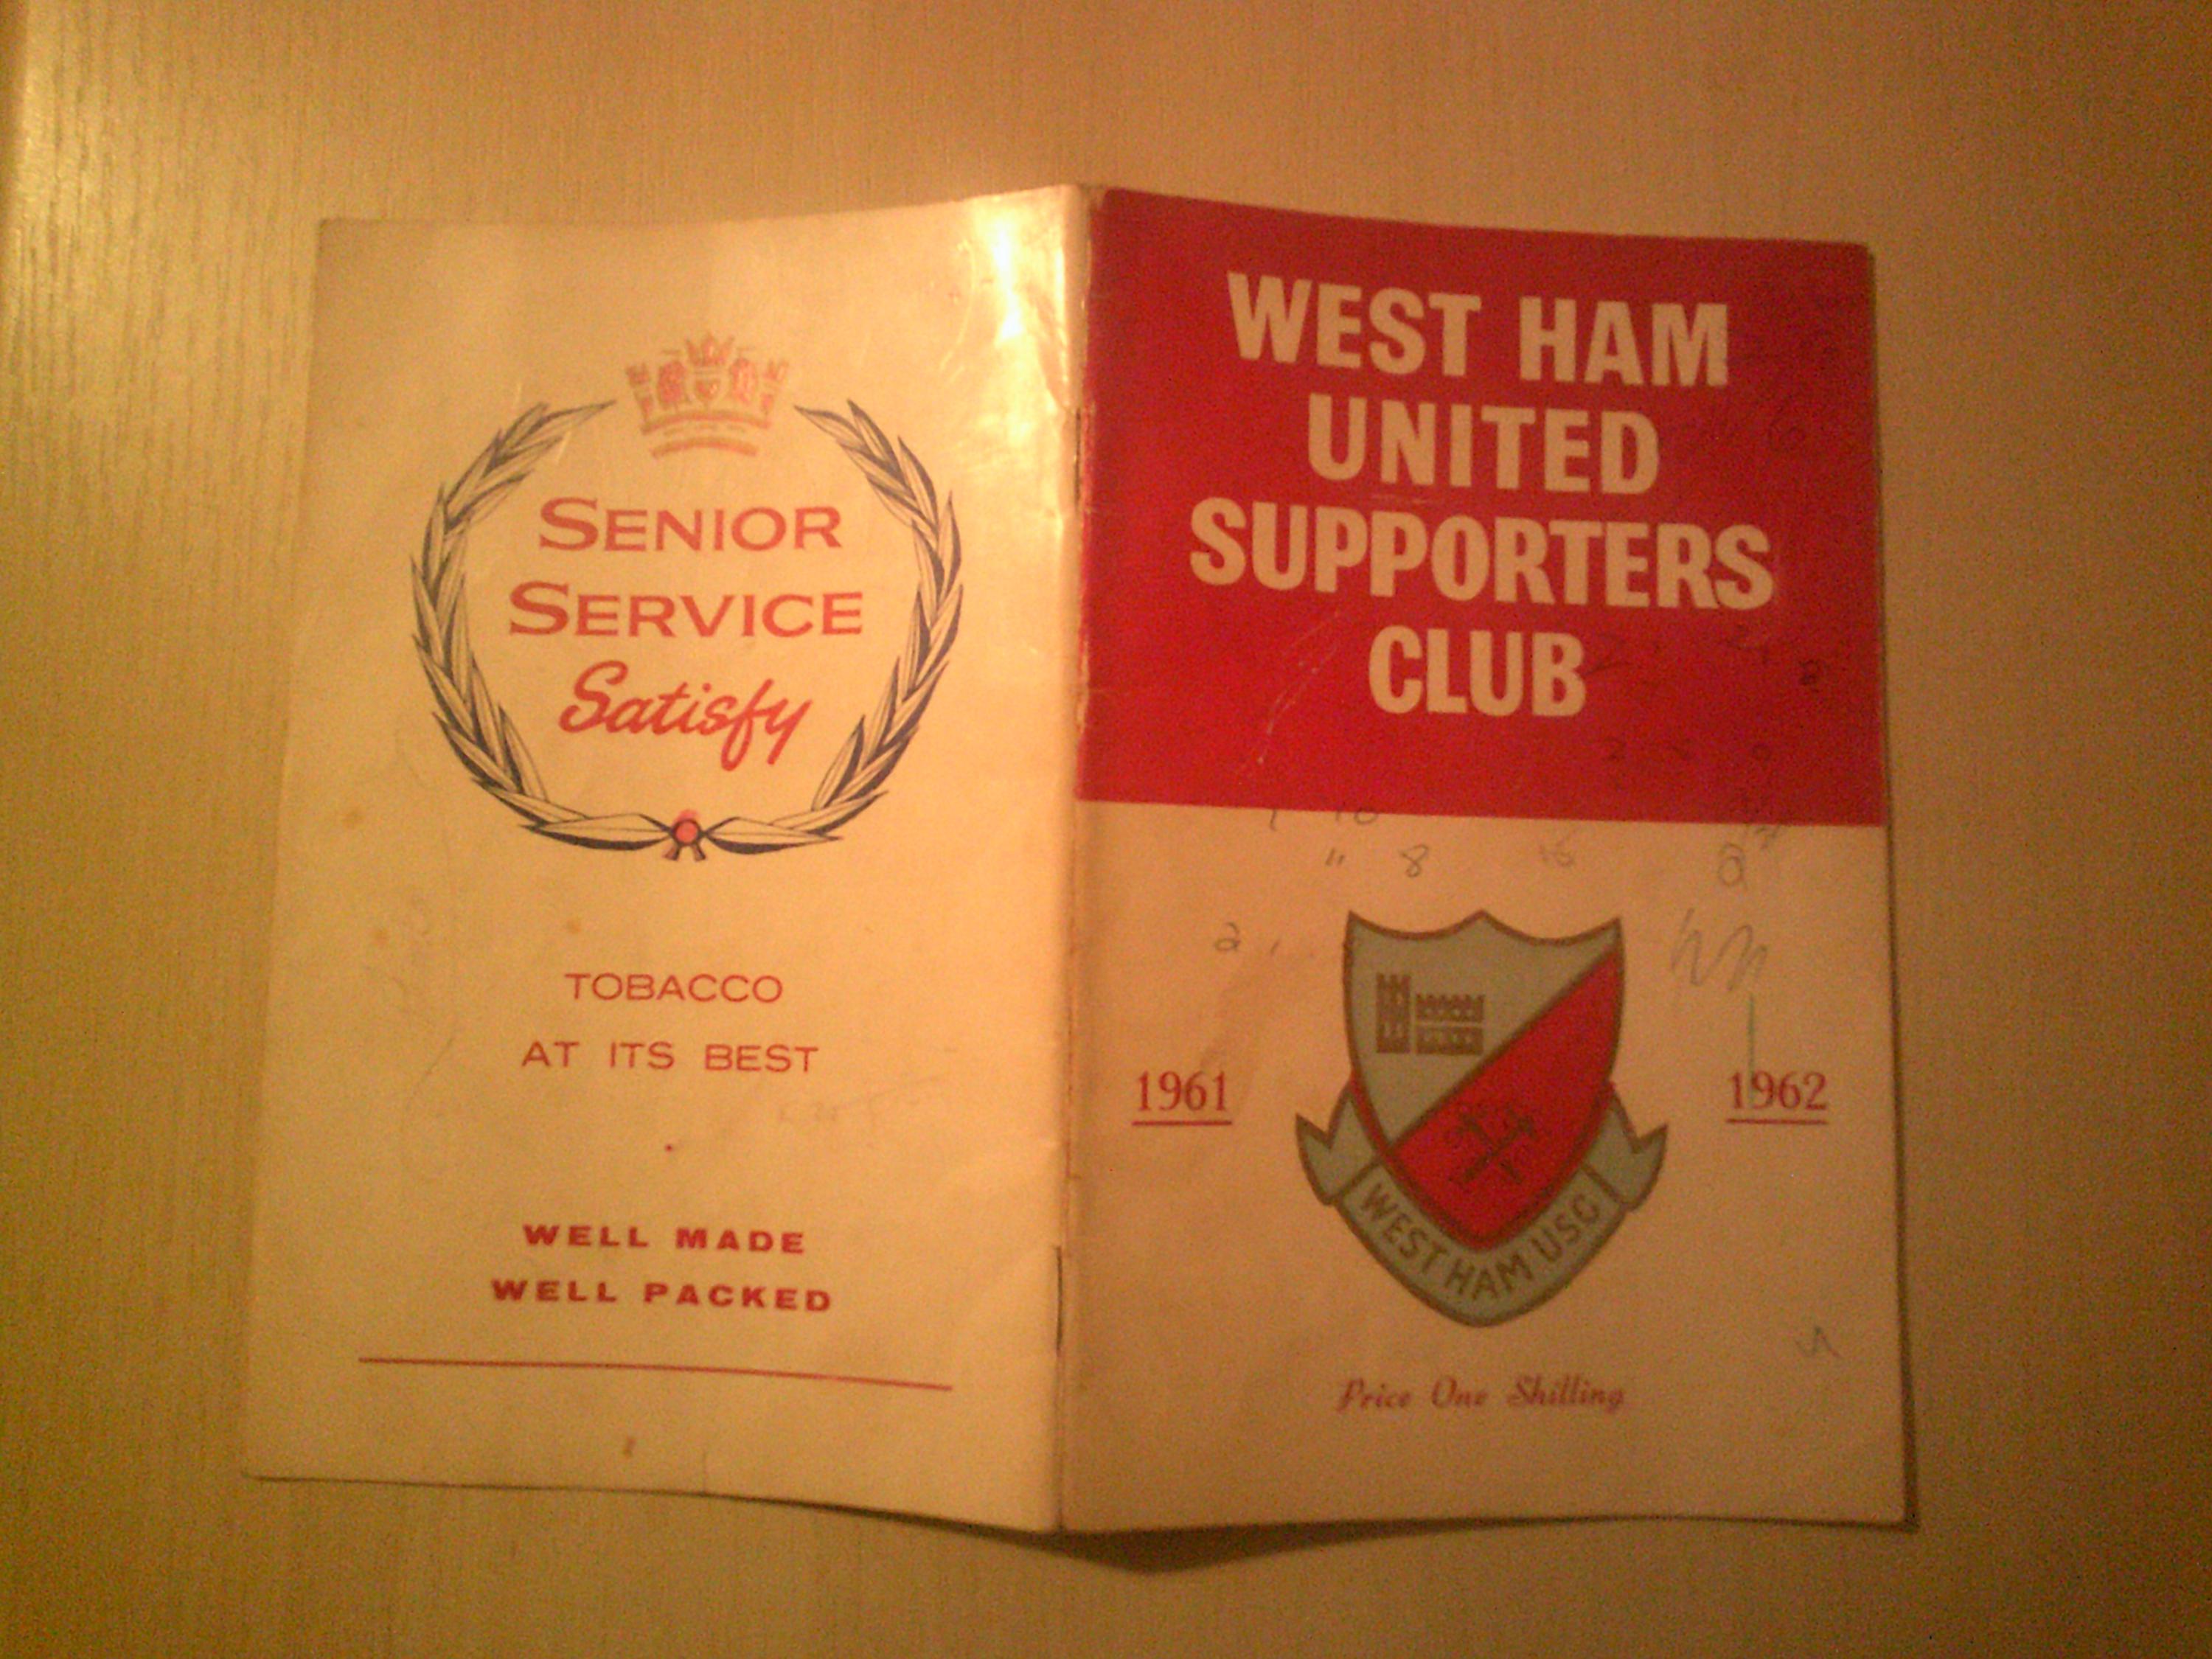 SENIOR
SERVICE
Satisfy
TOBACCO
AT ITS BEST
WELL MADE
WELL PACKED
WEST HAM
UNITED
SUPPORTERS
CLUB
1961
1962
WEST HAM USC
Price One Shilling